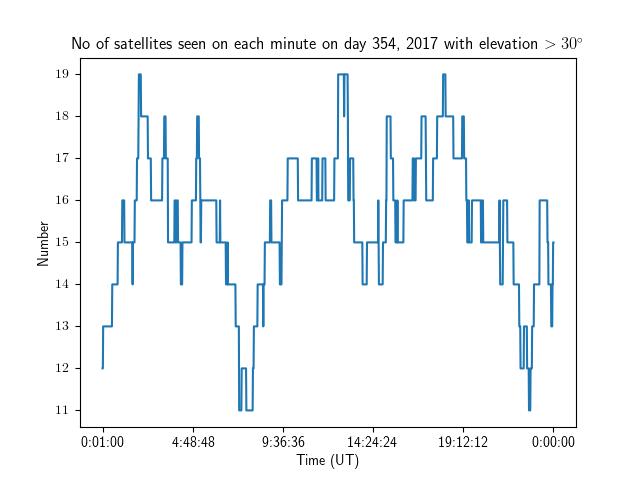 No of satellites seen on each minute on day 354, 2017 with elevation > 30°
19
18
17
16
15
14
13
12
11
Number
0:01:00 4:48:48 9:36:36 14:24:24 19:12:12 0:00:00
Time (UT)